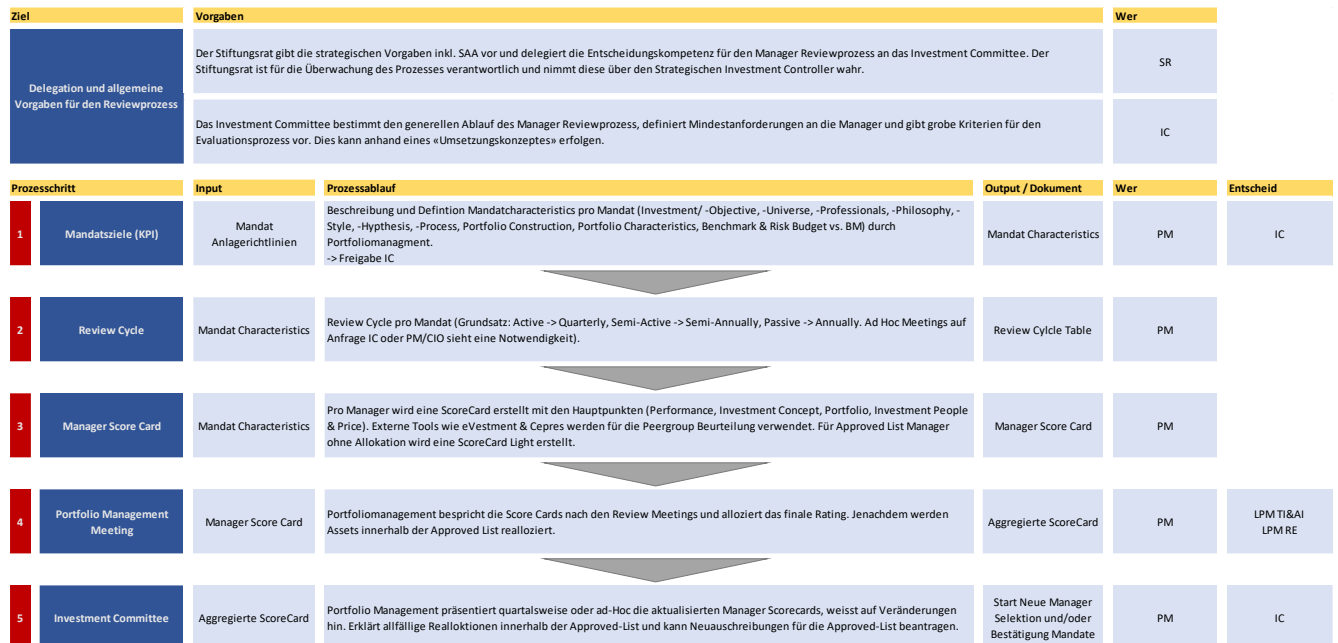 Ziel
Vorgaben
Wer
Delegation und allgemeine
Vorgaben für den Reviewprozess
Der Stiftungsrat gibt die strategischen Vorgaben inkl. SAA vor und delegiert die Entscheidungskompetenz für den Manager Reviewprozess an das Investment Committee. Der
Stiftungsrat ist für die Überwachung des Prozesses verantwortlich und nimmt diese über den Strategischen Investment Controller wahr.
SR
Das Investment Committee bestimmt den generellen Ablauf des Manager Reviewprozess, definiert Mindestanforderungen an die Manager und gibt grobe Kriterien für den
Evaluationsprozess vor. Dies kann anhand eines «Umsetzungskonzeptes» erfolgen.
IC
Prozesschritt
Input
Prozessablauf
Output / Dokument
Wer
Entscheid
1
Mandatsziele (KPI)
Mandat
Anlagerichtlinien
Beschreibung und Defintion Mandatcharacteristics pro Mandat (Investment/ -Objective, -Universe, -Professionals, -Philosophy, -
Style, -Hypthesis, -Process, Portfolio Construction, Portfolio Characteristics, Benchmark & Risk Budget vs. BM) durch
Portfoliomanagment.
-> Freigabe IC
Mandat Characteristics
PM
IC
2
Review Cycle
Mandat Characteristics
Review Cycle pro Mandat (Grundsatz: Active -> Quarterly, Semi-Active -> Semi-Annually, Passive -> Annually. Ad Hoc Meetings auf
Anfrage IC oder PM/CIO sieht eine Notwendigkeit).
Review Cylcle Table
PM
3
Manager Score Card
Mandat Characteristics
Pro Manager wird eine ScoreCard erstellt mit den Hauptpunkten (Performance, Investment Concept, Portfolio, Investment People
& Price). Externe Tools wie eVestment & Cepres werden für die Peergroup Beurteilung verwendet. Für Approved List Manager
ohne Allokation wird eine ScoreCard Light erstellt.
Manager Score Card
PM
4
Portfolio Management
Meeting
Manager Score Card
Portfoliomanagement bespricht die Score Cards nach den Review Meetings und alloziert das finale Rating. Jenachdem werden
Assets innerhalb der Approved List realloziert.
Aggregierte ScoreCard
PM
LPM TI&AI
LPM RE
5
Investment Committee
Aggregierte ScoreCard
Portfolio Management präsentiert quartalsweise oder ad-Hoc die aktualisierten Manager Scorecards, weisst auf Veränderungen
hin. Erklärt allfällige Realloktionen innerhalb der Approved-List und kann Neuauschreibungen für die Approved-List beantragen.
Start Neue Manager
Selektion und/oder
Bestätigung Mandate
PM
IC